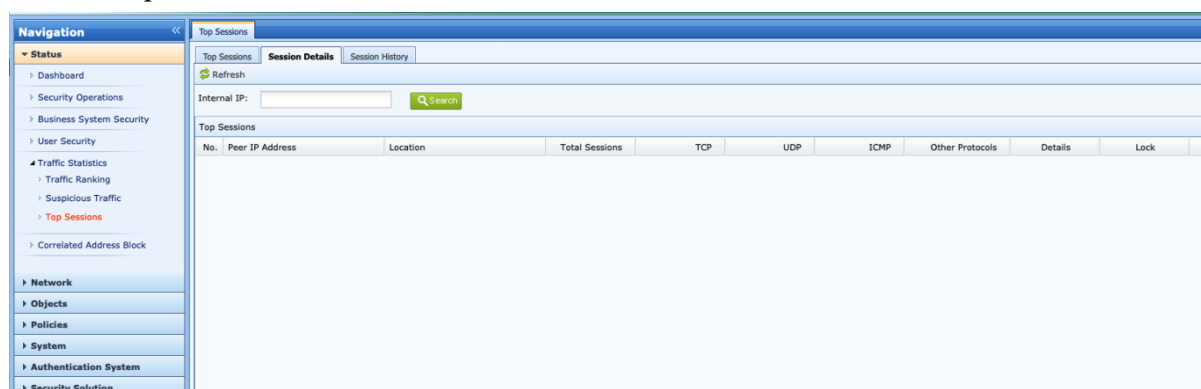 Navigation
Status
Dashboard
Security Operations
Business System Security
User Security
Traffic Statistics
Traffic Ranking
Suspicious Traffic
Top Sessions
Correlated Address Block
Network
Objects
Policies
System
Authentication System
Security Solution
Top Sessions
Top Sessions Session Details Session History
Refresh
Internal IP: Search
Top Sessions
No. Peer IP Address Location Total Sessions TCP UDP ICMP Other Protocols Details Lock